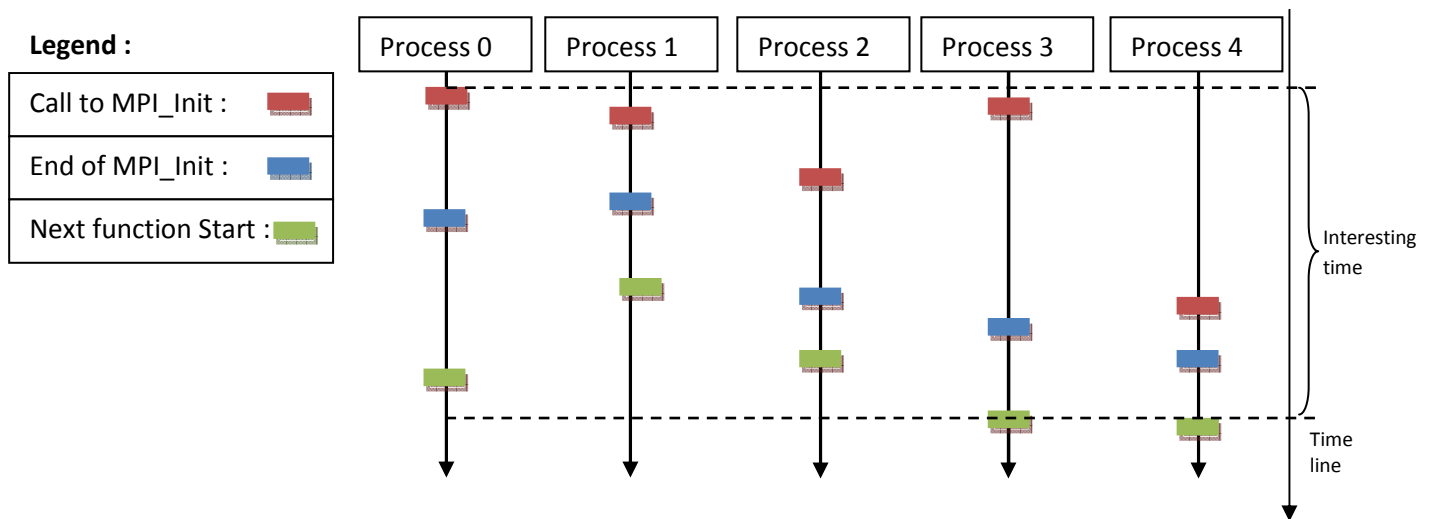 Legend :
Call to MPI_Init :
End of MPI_Init :
Next function Start :
Process 0
Process 1
Process 2
Process 3
Process 4
Interesting
time
Time
line